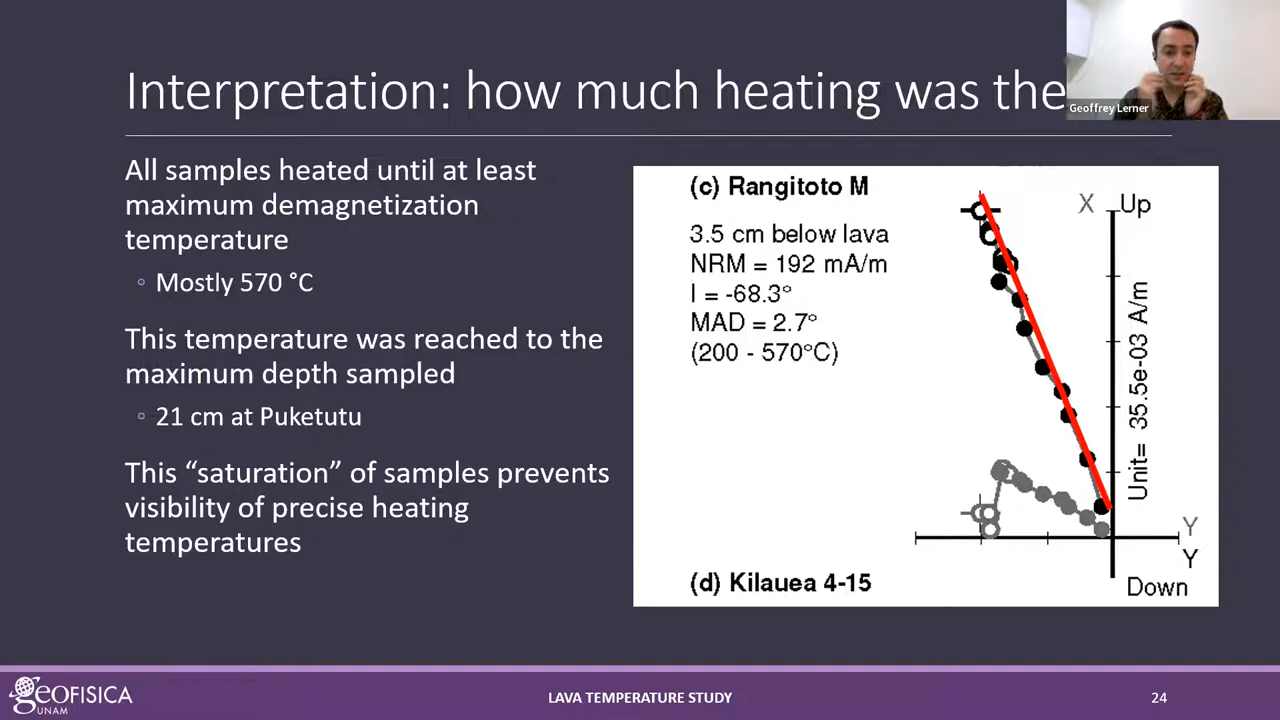 Interpretation: how much heating was the
Geoffrey Lerner
All samples heated until at least
maximum demagnetization
temperature
Mostly 570 °C
This temperature was reached to the
maximum depth sampled
21 cm at Puketutu
This “saturation” of samples prevents
visibility of precise heating
temperatures
(c) Rangitoto M
3.5 cm below lava
NRM = 192 mA/m
I = -68.3°
MAD = 2.7°
(200 - 570°C)
X Up
Unit= 35.5e-03 A/m
Y
Y
Down
(d) Kilauea 4-15
GEOFISICA
UNAM
LAVA TEMPERATURE STUDY
24